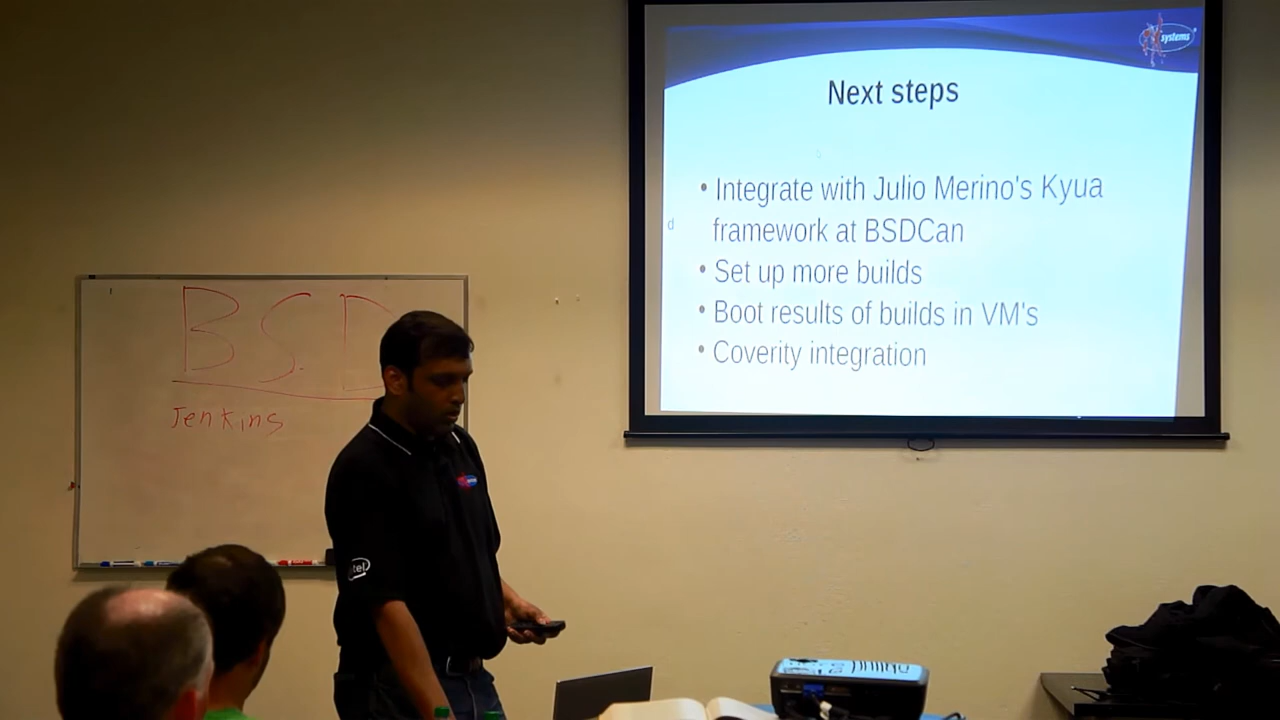 systems
Next steps
• Integrate with Julio Merino's Kyua
framework at BSDCan
• Set up more builds
• Boot results of builds in VM's
• Coverity integration
d
BSD
Jenkins